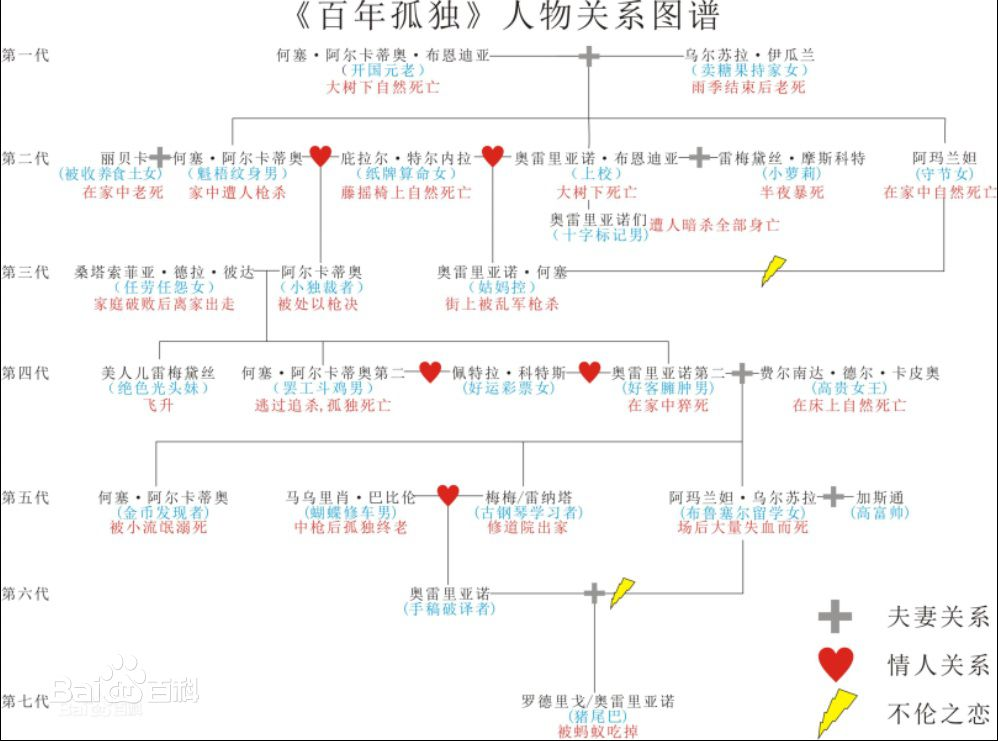 《百年孤独》人物关系图谱
第一代
何塞·阿尔卡蒂奥·布恩迪亚
乌尔苏拉·伊瓜兰
(开国元老)
(卖糖果持家女)
大树下自然死亡
雨季结束后老死
第二代
丽贝卡
何塞·阿尔卡蒂奥
庇拉尔·特尔内拉
奥雷里亚诺·布恩迪亚
雷梅黛丝·摩斯科特
阿玛兰妲
(被收养食土女)
(魁梧纹身男)
(纸牌算命女)
(上校)
(小萝莉)
(守节女)
在家中老死
家中遭人枪杀
藤摇椅上自然死亡
大树下死亡
半夜暴死
在家中自然死亡
奥雷里亚诺们
(十字标记男)
遭人暗杀全部身亡
第三代
桑塔索菲亚·德拉·彼达
阿尔卡蒂奥
奥雷里亚诺·何塞
(任劳任怨女)
(小独裁者)
(姑妈控)
家庭破败后离家出走
被处以枪决
街上被乱军枪杀
第四代
美人儿雷梅黛丝
何塞·阿尔卡蒂奥第二
佩特拉·科特斯
奥雷里亚诺第二
费尔南达·德尔·卡皮奥
(绝色光头妹)
(罢工斗鸡男)
(好运彩票女)
(好客臃肿男)
(高贵女王)
飞升
逃过追杀,孤独死亡
在家中猝死
在床上自然死亡
第五代
何塞·阿尔卡蒂奥
马乌里肖·巴比伦
梅梅/雷纳塔
阿玛兰妲·乌尔苏拉
加斯通
(金币发现者)
(蝴蝶修车男)
(古钢琴学习者)
(布鲁塞尔留学女)
(高富帅)
被小流氓溺死
中枪后孤独终老
修道院出家
场后大量失血而死
第六代
奥雷里亚诺
(手稿破译者)
第七代
罗德里戈/奥雷里亚诺
(猪尾巴)
被蚂蚁吃掉
夫妻关系
情人关系
不伦之恋
Bai百科